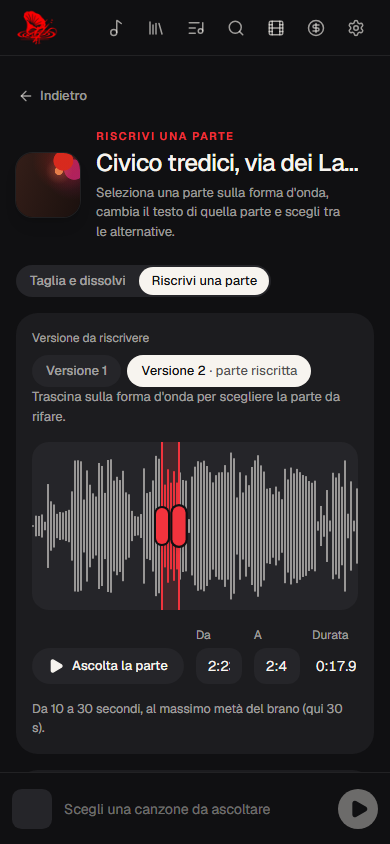 Indietro
RISCRIVI UNA PARTE
Civico tredici, via dei La...
Seleziona una parte sulla forma d'onda,
cambia il testo di quella parte e scegli tra
le alternative.
Taglia e dissolvi
Riscrivi una parte
Versione da riscrivere
Versione 1
Versione 2 · parte riscritta
Trascina sulla forma d'onda per scegliere la parte da
rifare.
Da
A
Durata
Ascolta la parte
2:2
2:4
0:17.9
Da 10 a 30 secondi, al massimo metà del brano (qui 30
s).
Scegli una canzone da ascoltare